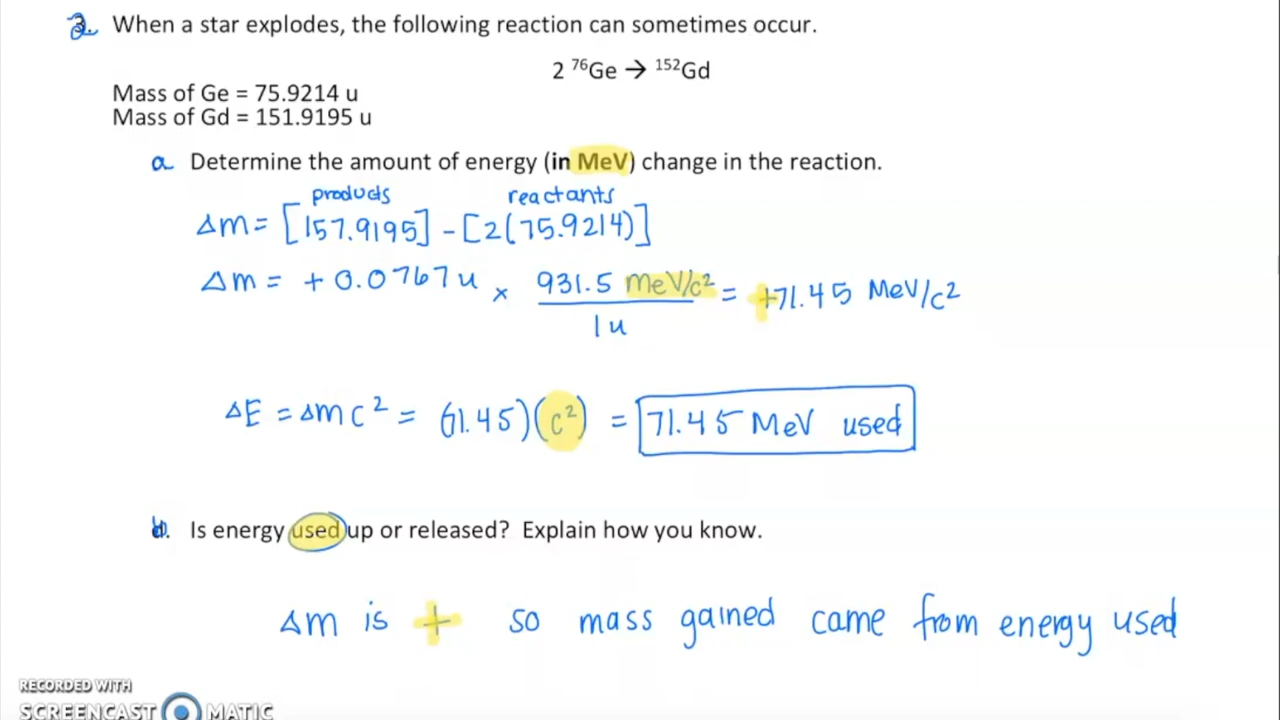 2. When a star explodes, the following reaction can sometimes occur.
2 ⁷⁶Ge → ¹⁵²Gd
Mass of Ge = 75.9214 u
Mass of Gd = 151.9195 u
a Determine the amount of energy (in MeV) change in the reaction.
products reactants
Δm = [157.9195] - [2(75.9214)]
Δm = + 0.0767 u × 931.5 MeV/c² / 1 u = +71.45 MeV/c²
ΔE = Δmc² = (71.45)(c²) = 71.45 MeV used
b. Is energy used up or released? Explain how you know.
Δm is + so mass gained came from energy used
RECORDED WITH
SCREENCAST MATIC